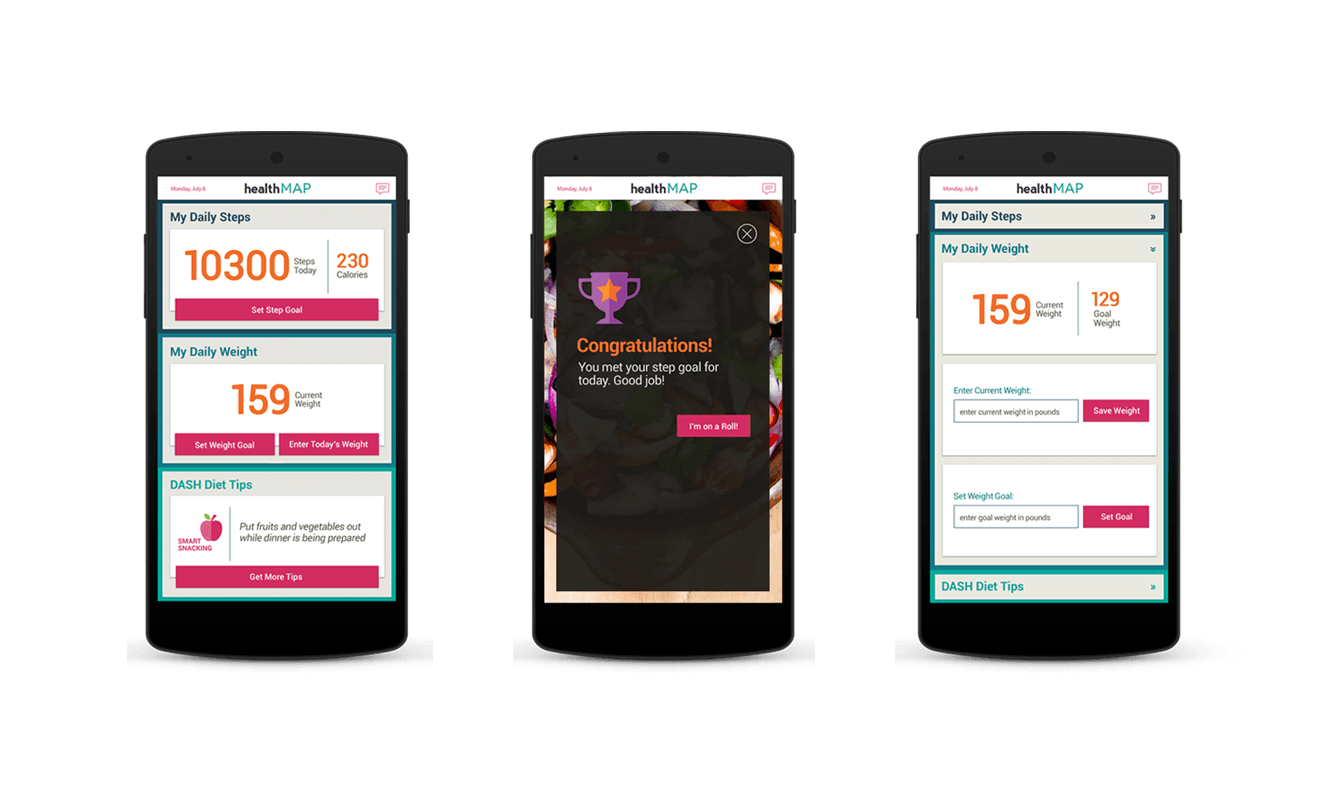 Monday, July 8
healthMAP
My Daily Steps
10300
Steps
Today
230
Calories
Set Step Goal
My Daily Weight
159
Current
Weight
Set Weight Goal
Enter Today's Weight
DASH Diet Tips
SMART
SNACKING
Put fruits and vegetables out
while dinner is being prepared
Get More Tips
Monday, July 8
healthMAP
Congratulations!
You met your step goal for
today. Good job!
I'm on a Roll!
Monday, July 8
healthMAP
My Daily Steps
»
My Daily Weight
»
159
Current
Weight
129
Goal
Weight
Enter Current Weight:
enter current weight in pounds
Save Weight
Set Weight Goal:
enter goal weight in pounds
Set Goal
DASH Diet Tips
»